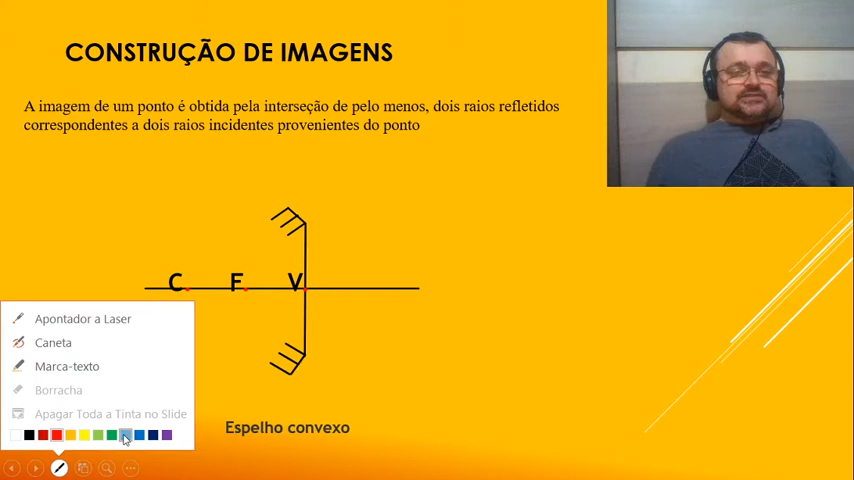 CONSTRUÇÃO DE IMAGENS
A imagem de um ponto é obtida pela interseção de pelo menos, dois raios refletidos
correspondentes a dois raios incidentes provenientes do ponto
C F V
Apontador a Laser
Caneta
Marca-texto
Borracha
Apagar Toda a Tinta no Slide
Espelho convexo